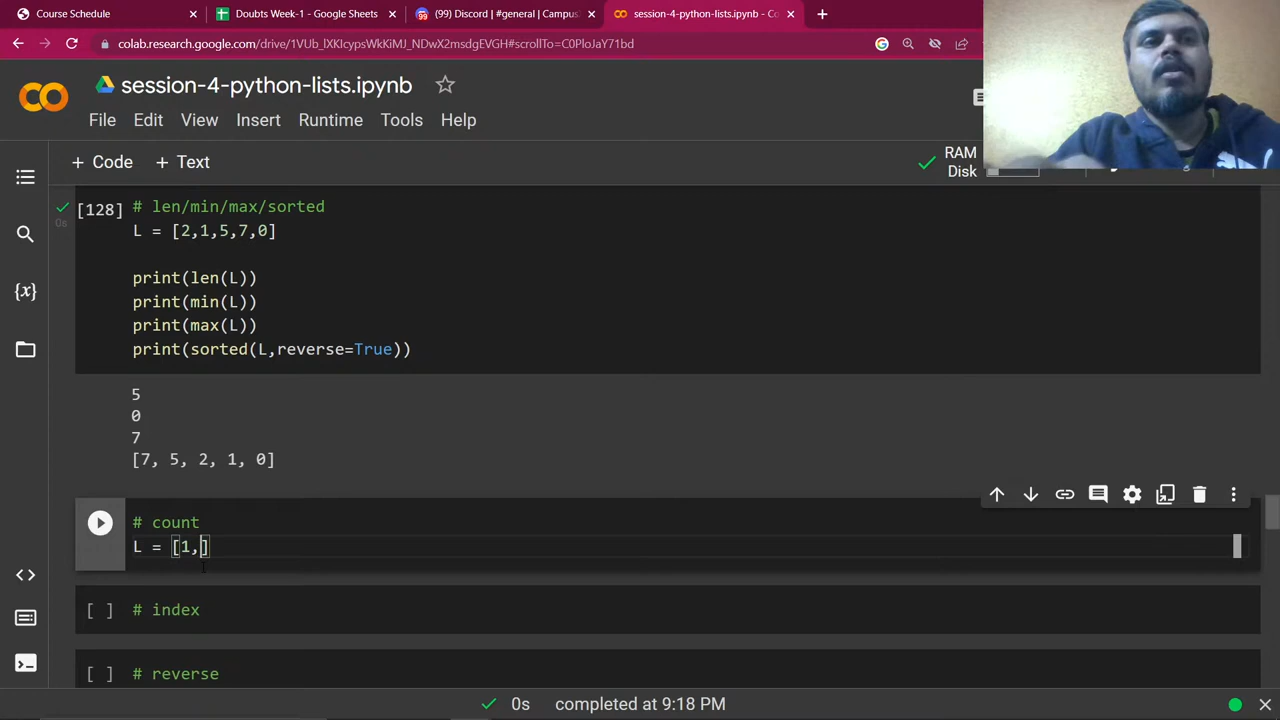 Course Schedule
Doubts Week-1 - Google Sheets
(99) Discord | #general | Campus
session-4-python-lists.ipynb - Co
colab.research.google.com/drive/1VUb_lXKIcypsWkKiMJ_NDwX2msdgEVGH#scrollTo=C0PloJaY71bd
session-4-python-lists.ipynb
File Edit View Insert Runtime Tools Help
+ Code + Text
RAM
Disk
[128] # len/min/max/sorted
0s
L = [2,1,5,7,0]
print(len(L))
print(min(L))
print(max(L))
print(sorted(L,reverse=True))
5
0
7
[7, 5, 2, 1, 0]
# count
L = [1,]
[ ] # index
[ ] # reverse
0s completed at 9:18 PM